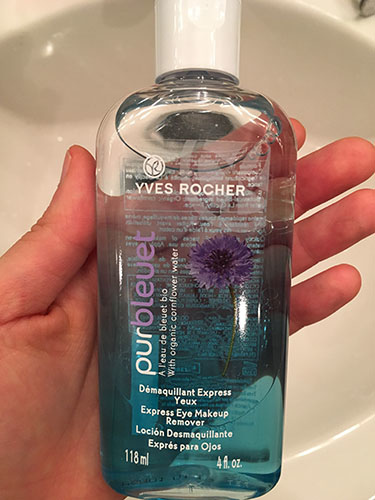 YVES ROCHER
purbleuet
À l'eau de bleuet bio
With organic cornflower water
Démaquillant Express
Yeux
Express Eye Makeup
Remover
Loción Desmaquillante
Exprés para Ojos
118 ml 4 fl. oz.